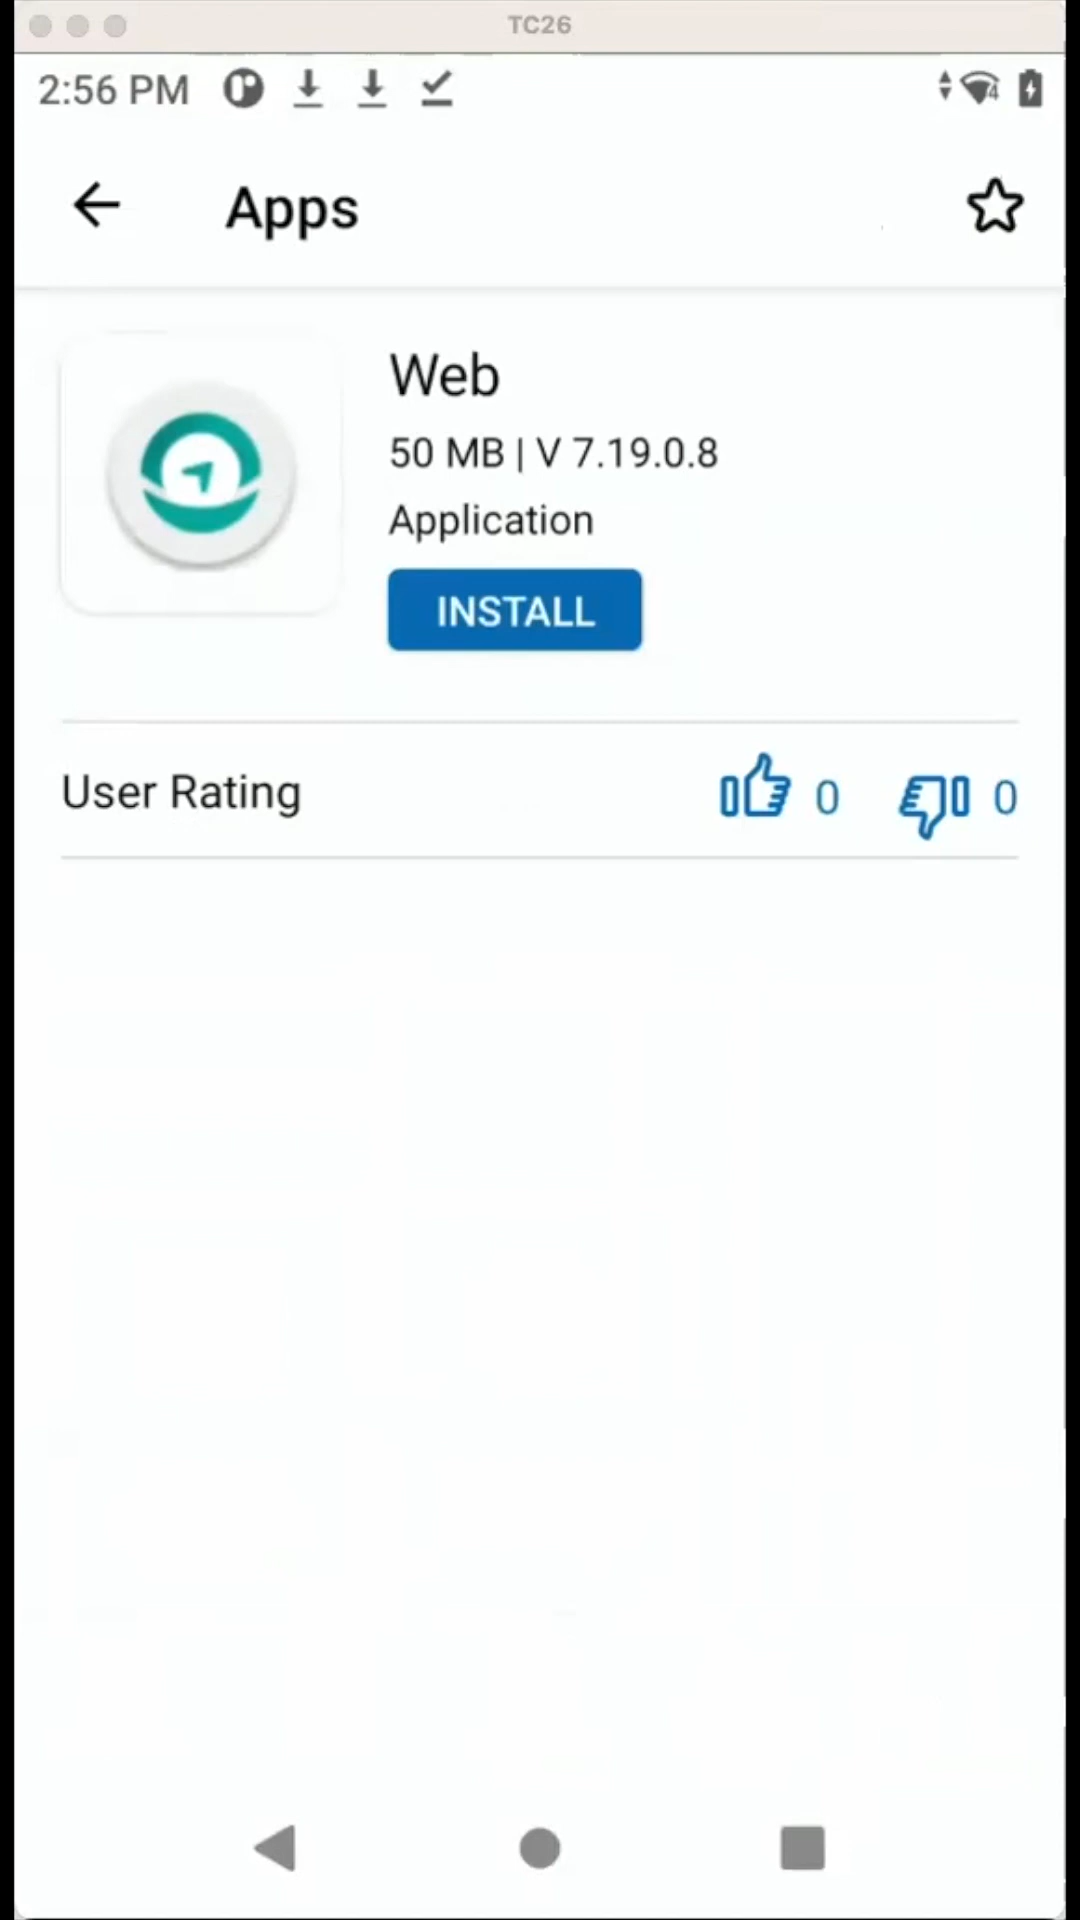 TC26
2:56 PM
Apps
Web
50 MB | V 7.19.0.8
Application
INSTALL
User Rating 0 0